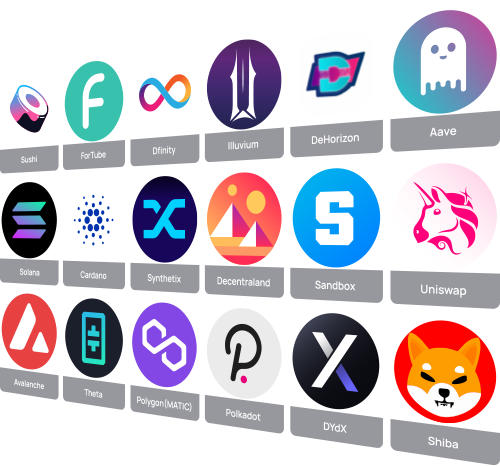 Sushi
ForTube
Dfinity
Illuvium
DeHorizon
Aave
Solana
Cardano
Synthetix
Decentraland
Sandbox
Uniswap
Avalanche
Theta
Polygon(MATIC)
Polkadot
DYdX
Shiba